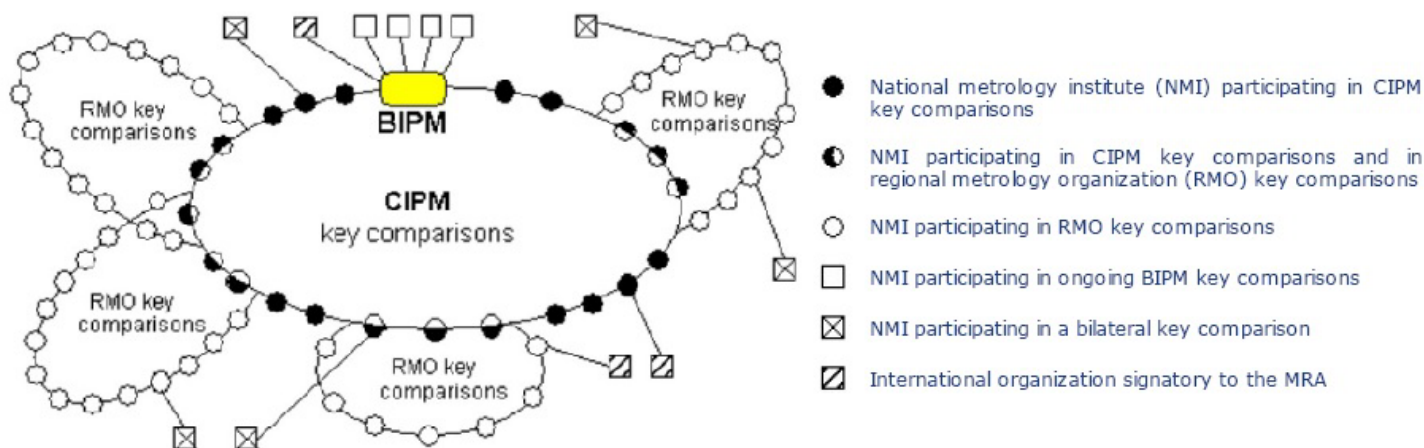 RMO key
comparisons
BIPM
RMO key
comparisons
CIPM
key comparisons
RMO key
comparisons
RMO key
comparisons
National metrology institute (NMI) participating in CIPM
key comparisons
NMI participating in CIPM key comparisons and in
regional metrology organization (RMO) key comparisons
NMI participating in RMO key comparisons
NMI participating in ongoing BIPM key comparisons
NMI participating in a bilateral key comparison
International organization signatory to the MRA